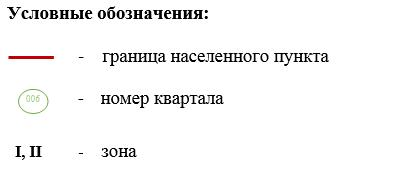 Условные обозначения:
- граница населенного пункта
006 - номер квартала
I, II - зона